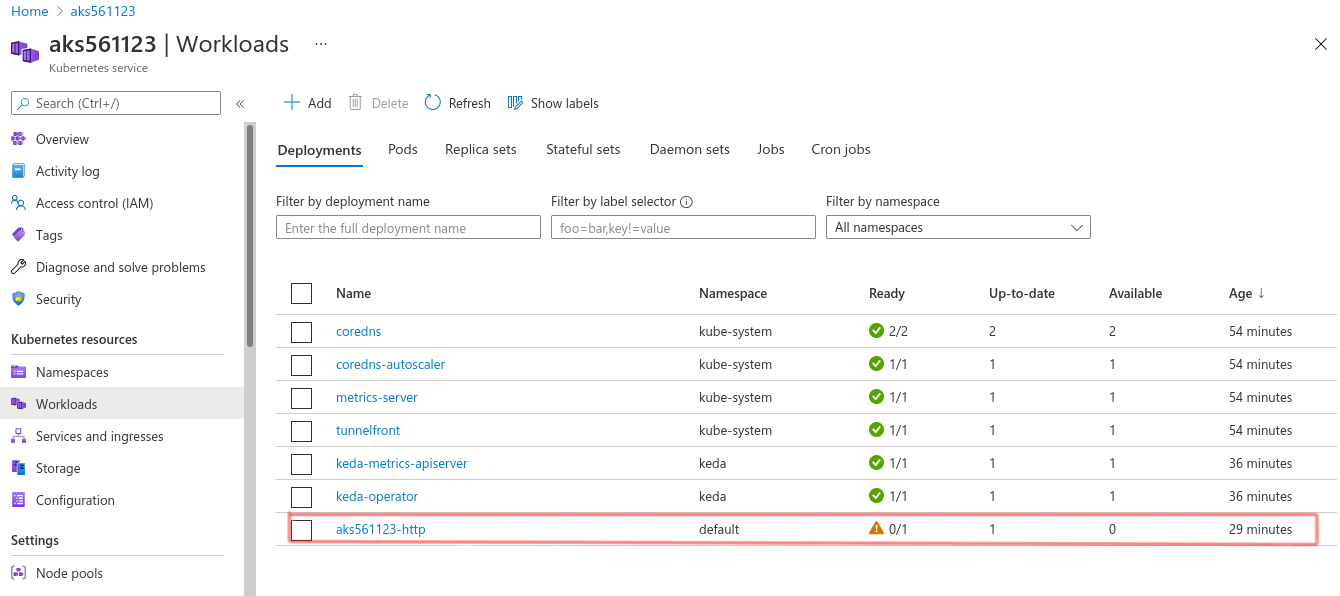 Home > aks561123
aks561123 | Workloads ...
Kubernetes service
Search (Ctrl+/) «
Overview
Activity log
Access control (IAM)
Tags
Diagnose and solve problems
Security
Kubernetes resources
Namespaces
Workloads
Services and ingresses
Storage
Configuration
Settings
Node pools
Add Delete Refresh Show labels
Deployments Pods Replica sets Stateful sets Daemon sets Jobs Cron jobs
Filter by deployment name Filter by label selector Filter by namespace
Enter the full deployment name foo=bar,key!=value All namespaces
Name Namespace Ready Up-to-date Available Age ↓
coredns kube-system 2/2 2 2 54 minutes
coredns-autoscaler kube-system 1/1 1 1 54 minutes
metrics-server kube-system 1/1 1 1 54 minutes
tunnelfront kube-system 1/1 1 1 54 minutes
keda-metrics-apiserver keda 1/1 1 1 36 minutes
keda-operator keda 1/1 1 1 36 minutes
aks561123-http default 0/1 1 0 29 minutes